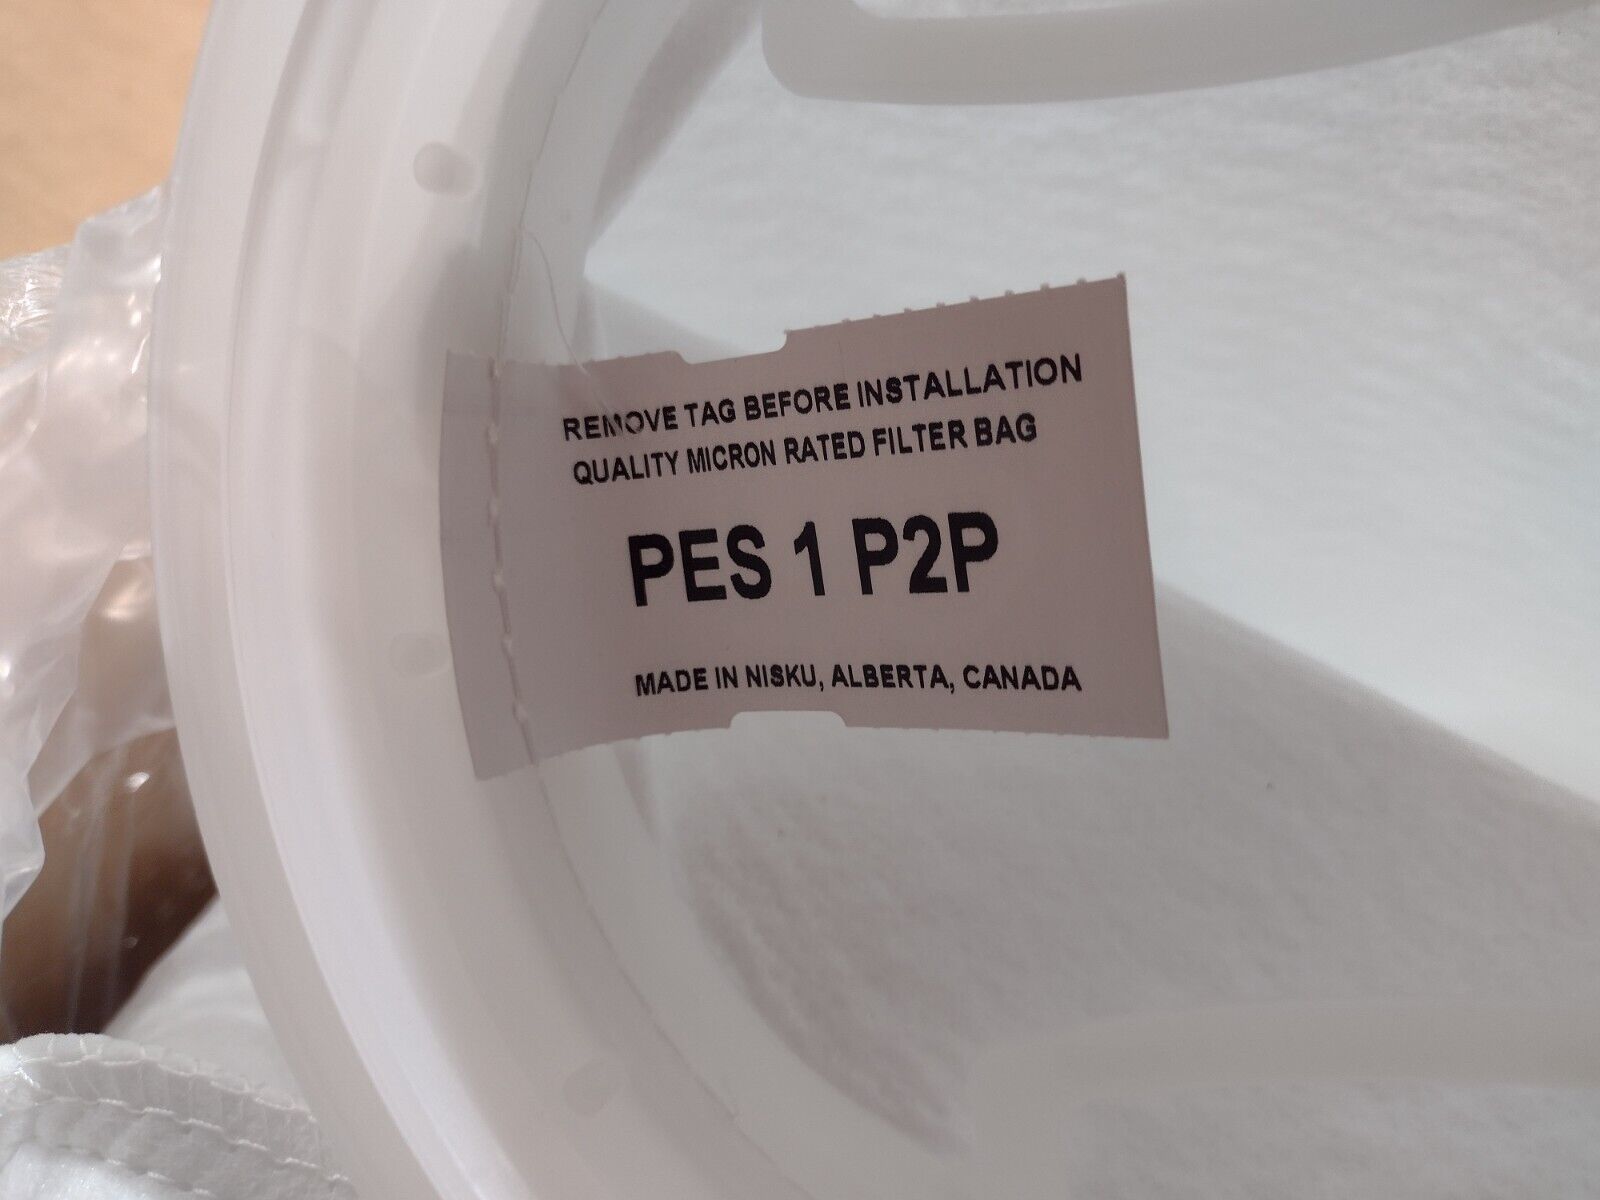 REMOVE TAG BEFORE INSTALLATION
QUALITY MICRON RATED FILTER BAG
PES 1 P2P
MADE IN NISKU, ALBERTA, CANADA